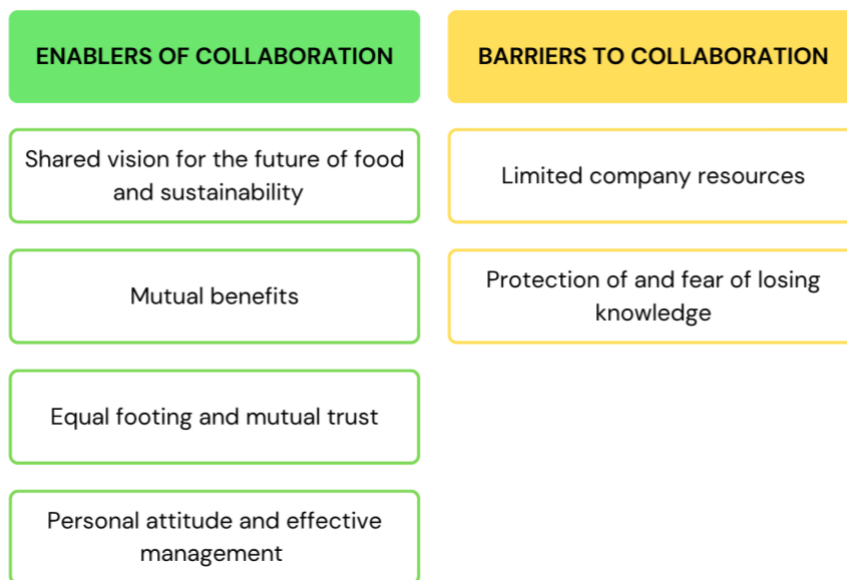 ENABLERS OF COLLABORATION
Shared vision for the future of food
and sustainability
Mutual benefits
Equal footing and mutual trust
Personal attitude and effective
management
BARRIERS TO COLLABORATION
Limited company resources
Protection of and fear of losing
knowledge